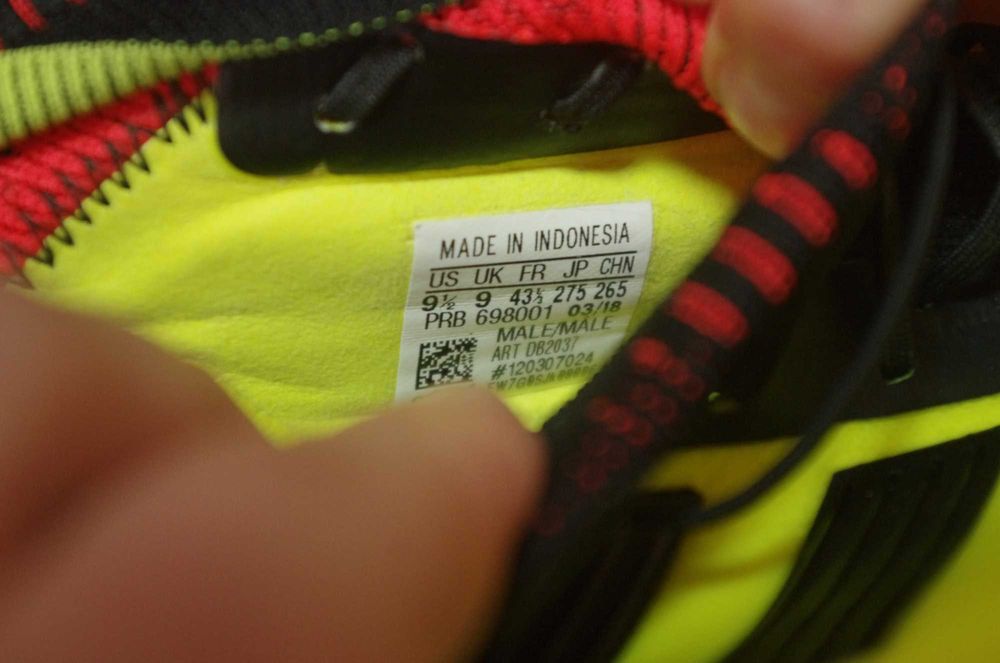 MADE IN INDONESIA
US UK FR JP CHN
9½ 9 43⅓ 275 265
PRB 698001 03/18
MALE/MALE
ART DB2037
#120307024